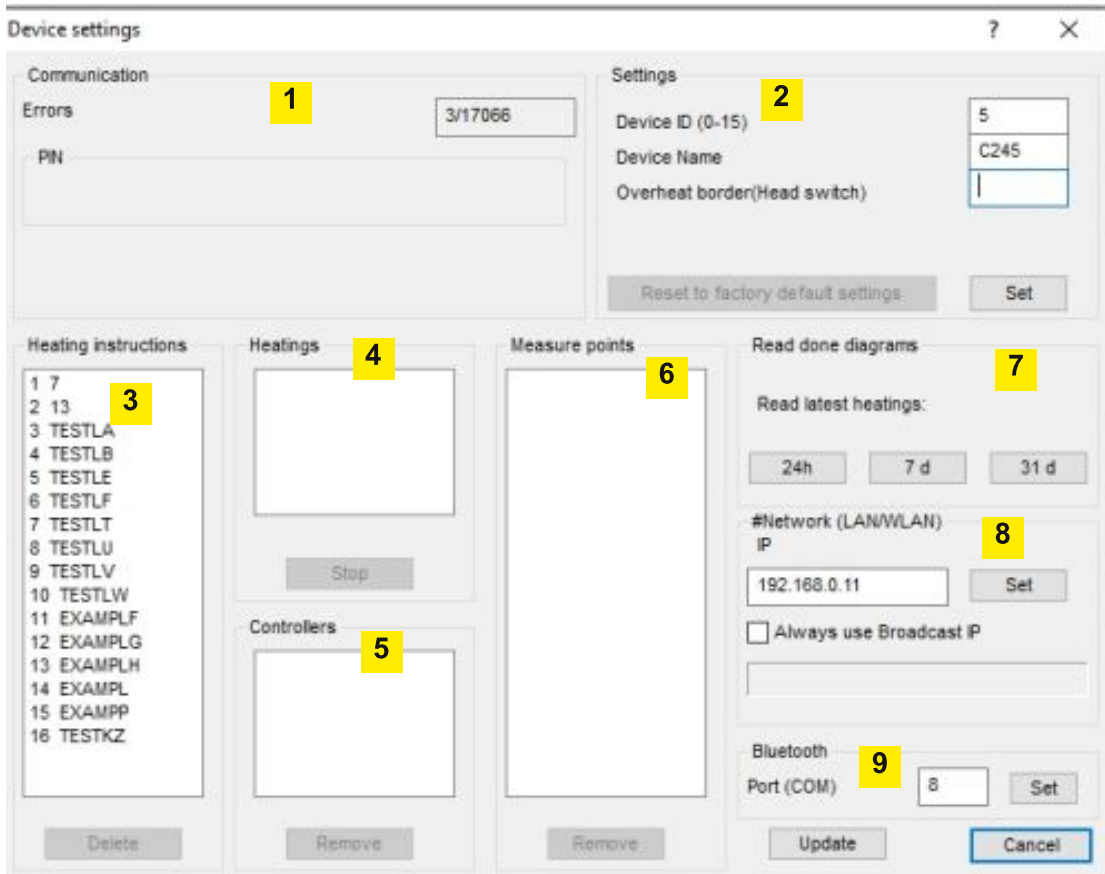 Device settings ? ×
Communication
1
Errors 3/17066
PIN
Settings
2
Device ID (0-15) 5
Device Name C245
Overheat border(Head switch)
Reset to factory default settings Set
Heating instructions
3
1 7
2 13
3 TESTLA
4 TESTLB
5 TESTLE
6 TESTLF
7 TESTLT
8 TESTLU
9 TESTLV
10 TESTLW
11 EXAMPLF
12 EXAMPLG
13 EXAMPLH
14 EXAMPL
15 EXAMPP
16 TESTKZ
Delete
Heatings
4
Stop
Controllers
5
Remove
Measure points
6
Remove
Read done diagrams
7
Read latest heatings:
24h 7 d 31 d
#Network (LAN/WLAN)
8
IP
192.168.0.11 Set
Always use Broadcast IP
Bluetooth
9
Port (COM) 8 Set
Update Cancel